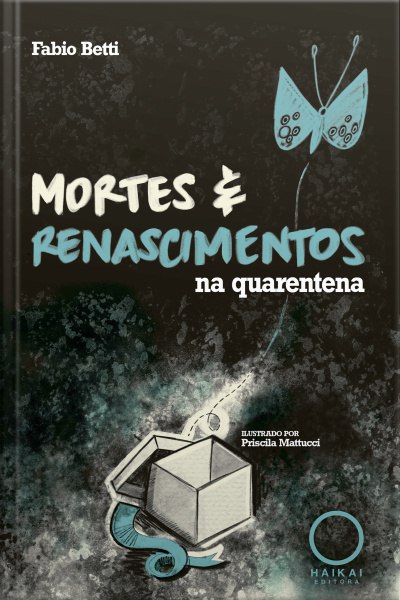 Fabio Betti
MORTES &
RENASCIMENTOS
na quarentena
ILUSTRADO POR
Priscila Mattucci
HAIKAI
EDITORA